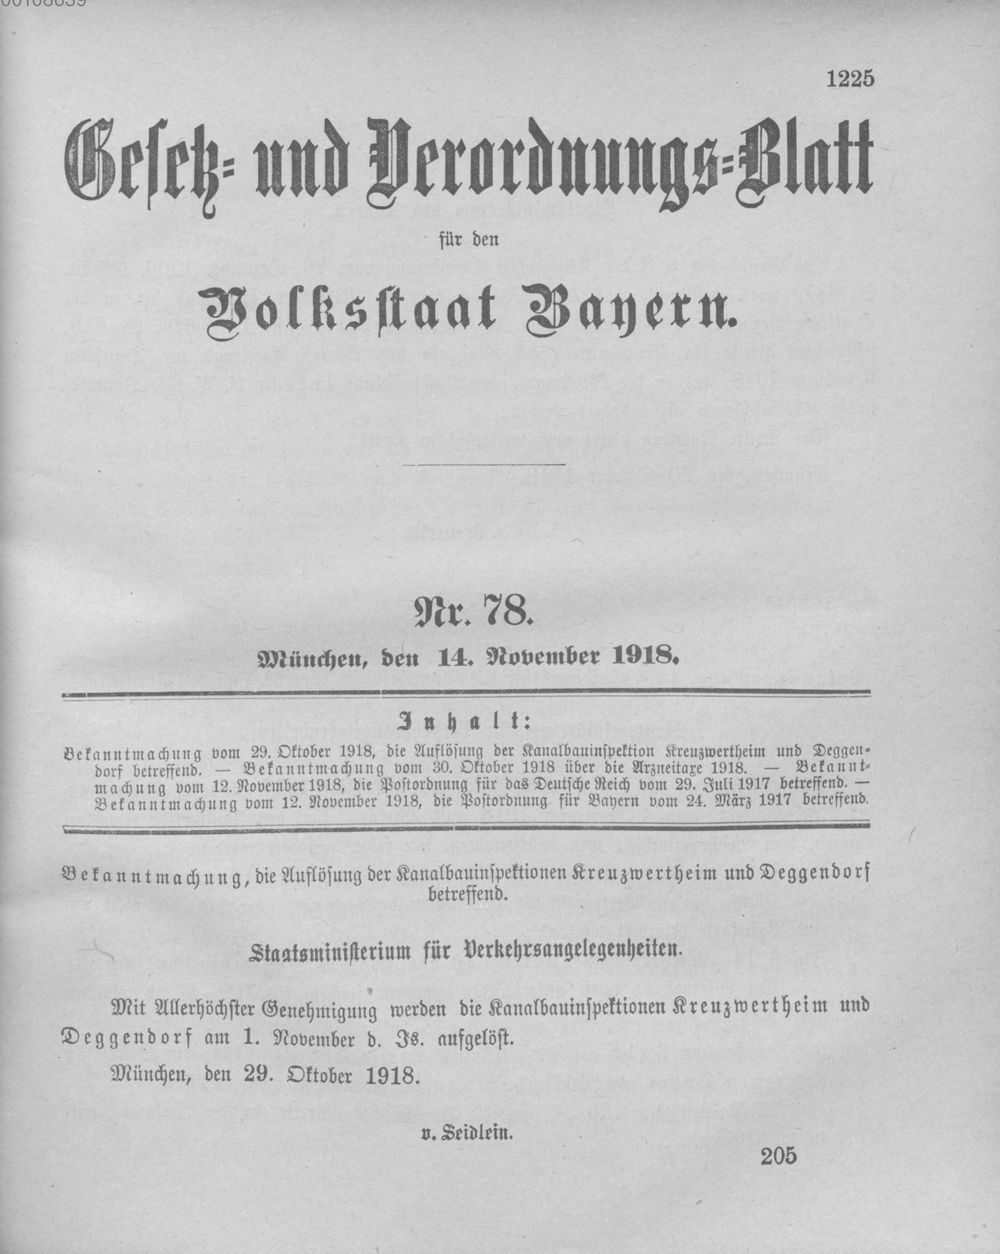 00108639
1225
Gesetz- und Verordnungs-Blatt
für den
Volksstaat Bayern.
Nr. 78.
München, den 14. November 1918.
Inhalt:
Bekanntmachung vom 29. Oktober 1918, die Auflösung der Kanalbauinspektion Kreuzwertheim und Deggen-
dorf betreffend. — Bekanntmachung vom 30. Oktober 1918 über die Arzneitaxe 1918. — Bekannt-
machung vom 12. November 1918, die Postordnung für das Deutsche Reich vom 29. Juli 1917 betreffend. —
Bekanntmachung vom 12. November 1918, die Postordnung für Bayern vom 24. März 1917 betreffend.
Bekanntmachung, die Auflösung der Kanalbauinspektionen Kreuzwertheim und Deggendorf
betreffend.
Staatsministerium für Verkehrsangelegenheiten.
Mit Allerhöchster Genehmigung werden die Kanalbauinspektionen Kreuzwertheim und
Deggendorf am 1. November d. Js. aufgelöst.
München, den 29. Oktober 1918.
v. Seidlein.
205